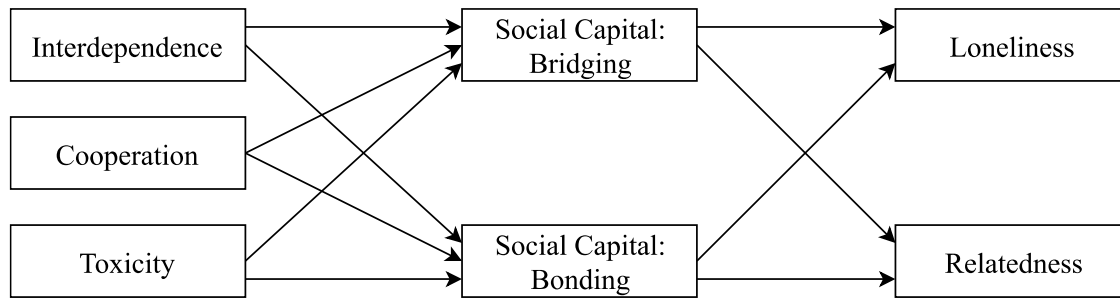 Interdependence
Cooperation
Toxicity
Social Capital:
Bridging
Social Capital:
Bonding
Loneliness
Relatedness